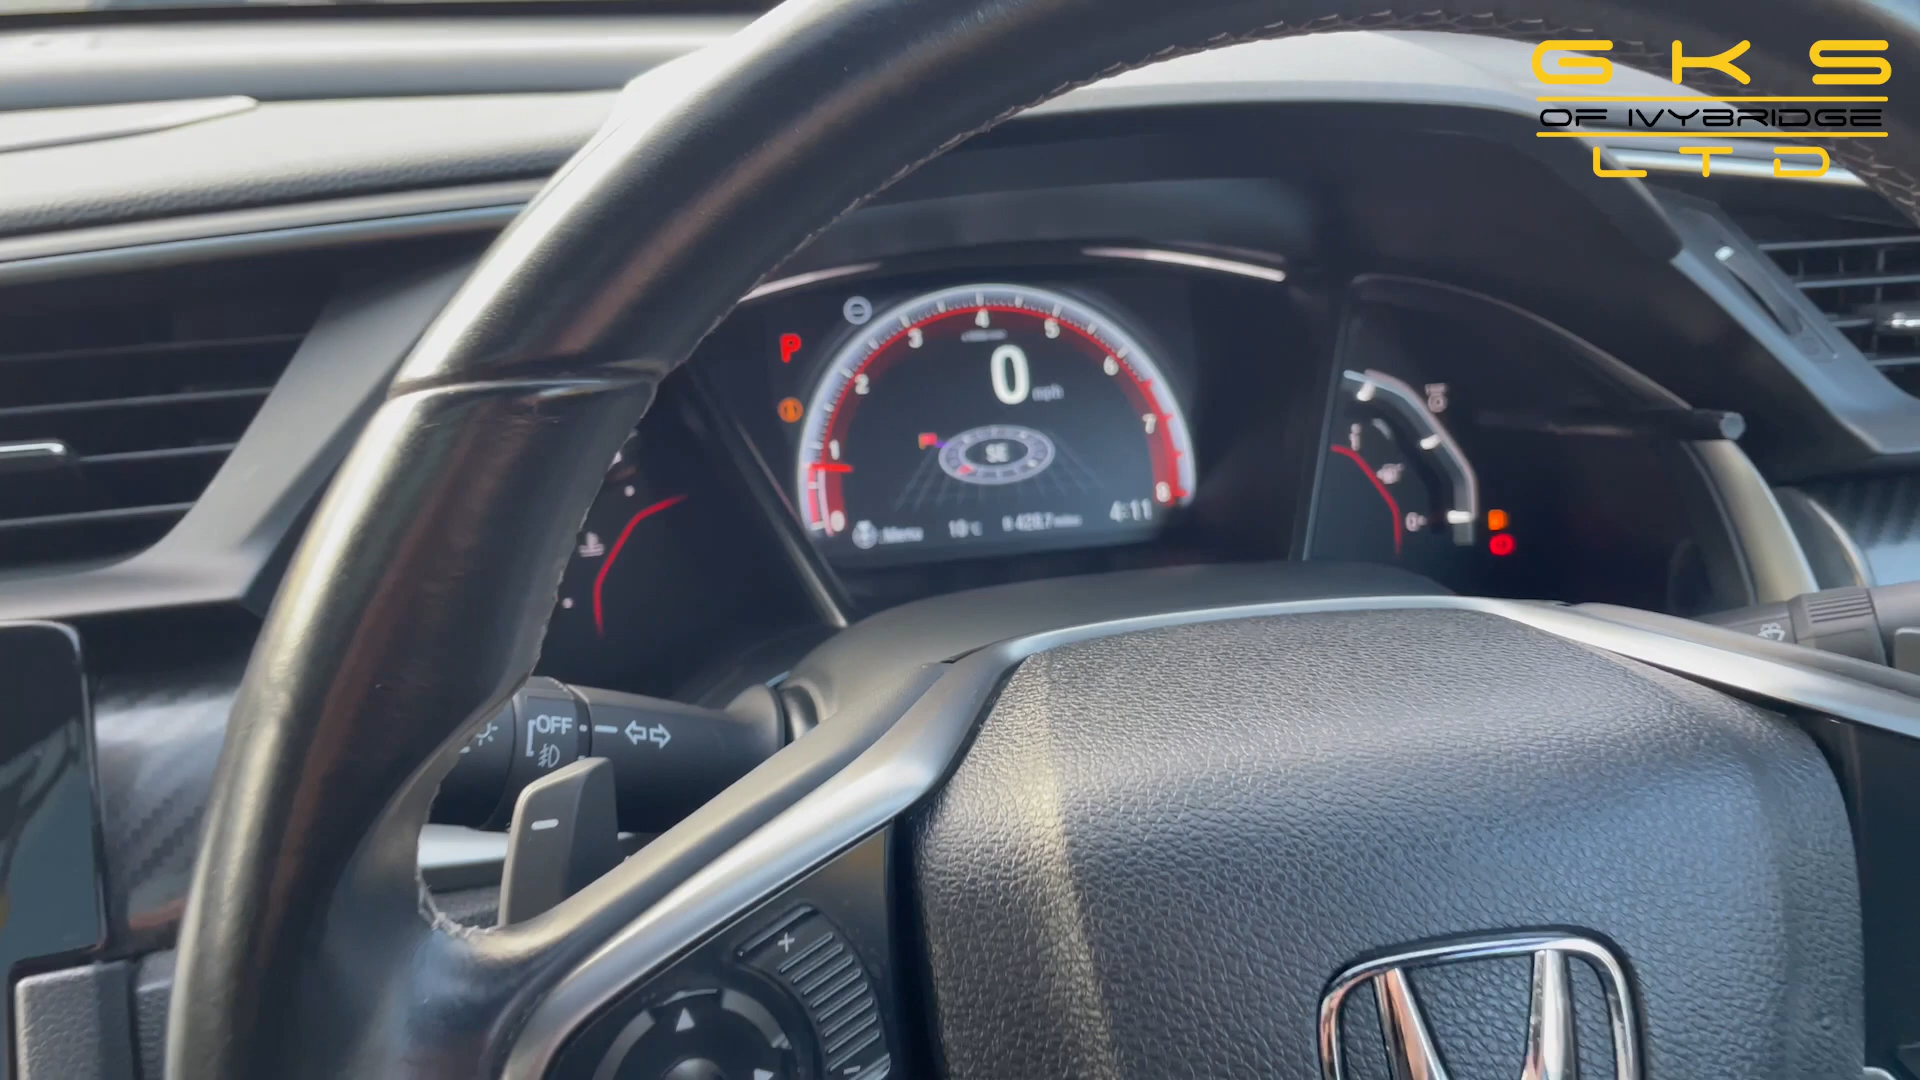 GKS
OF IVYBRIDGE
LTD
P
0 1 2 3 4 5 6 7 8
0 mph
SE
Menu
4:11
OFF
+
-